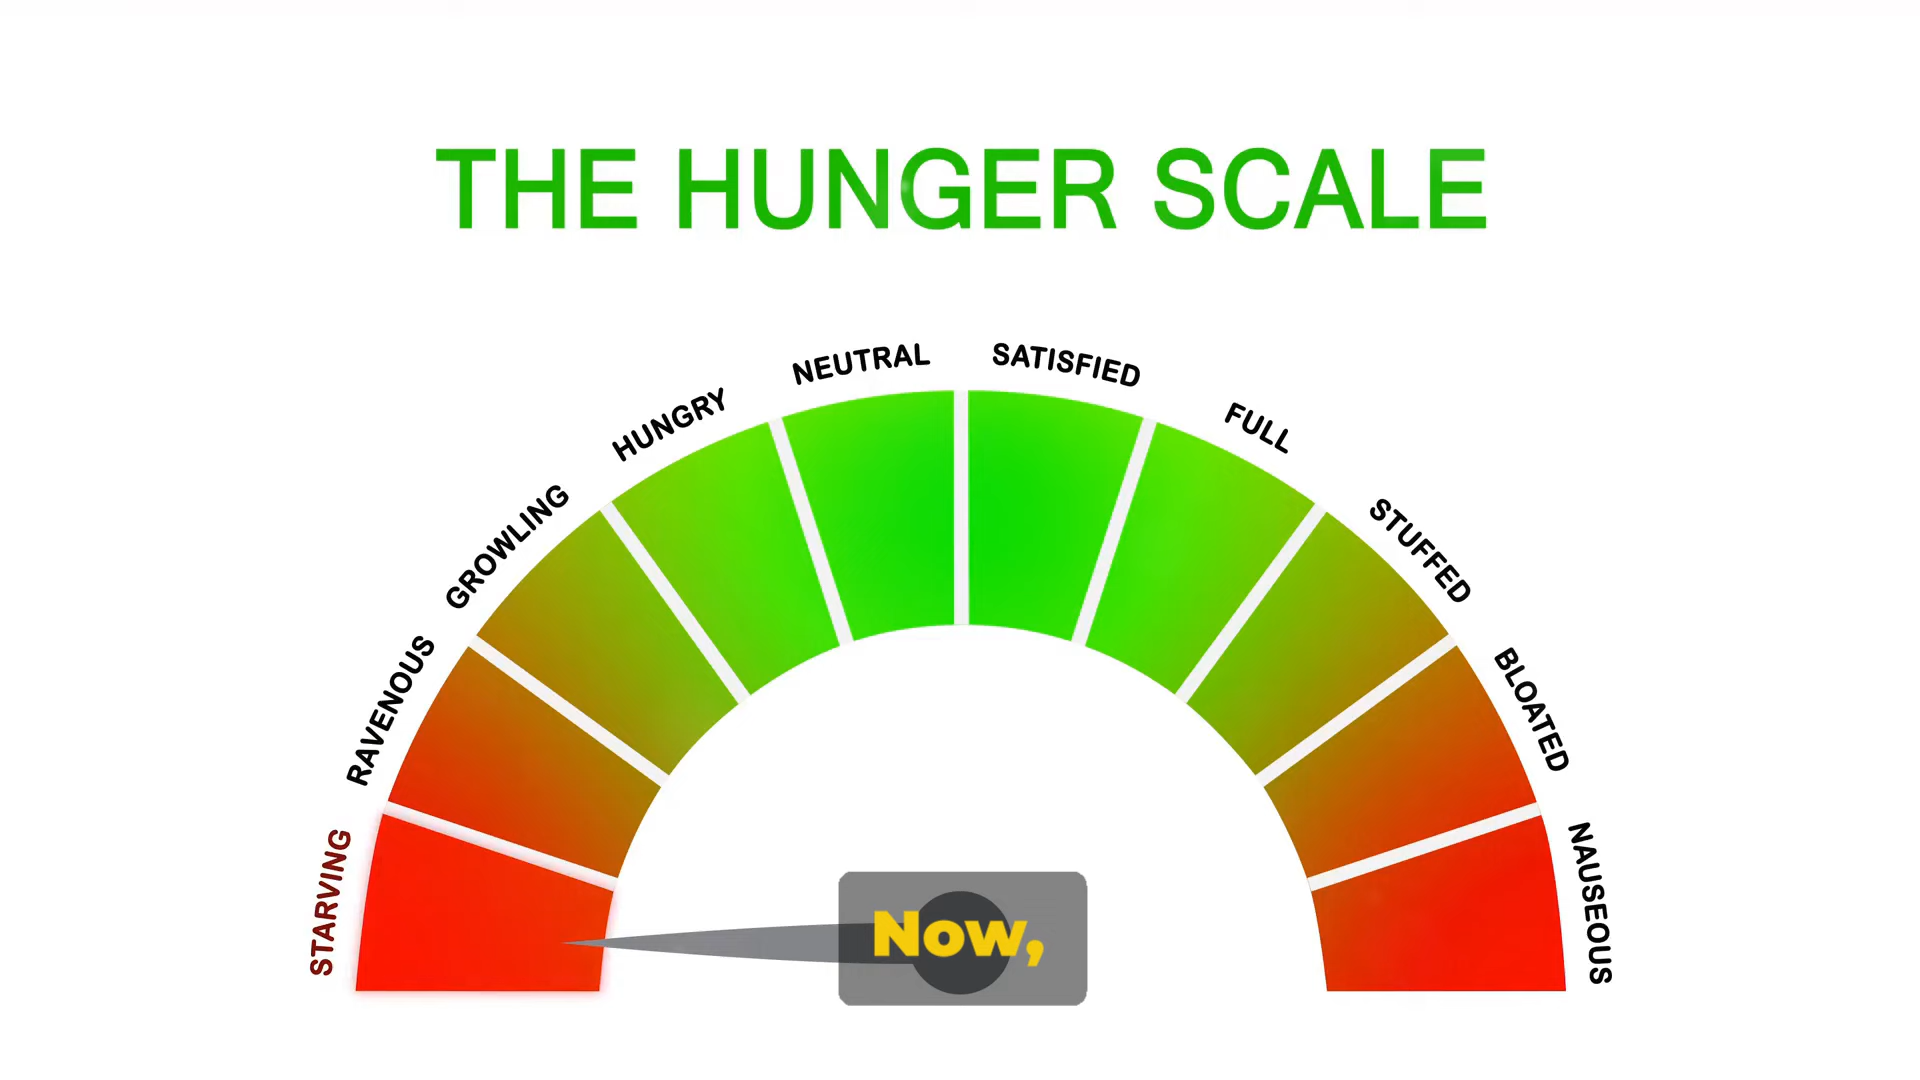 THE HUNGER SCALE
STARVING
RAVENOUS
GROWLING
HUNGRY
NEUTRAL
SATISFIED
FULL
STUFFED
BLOATED
NAUSEOUS
Now,